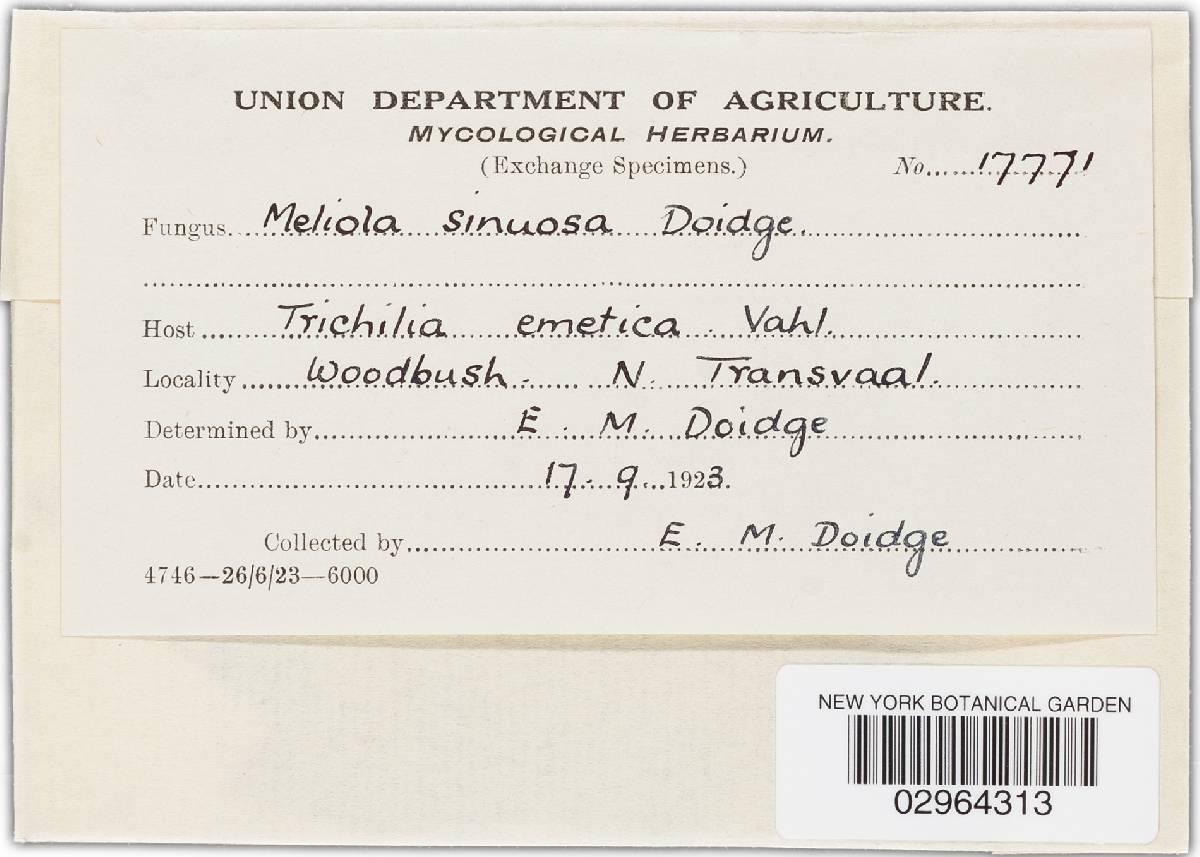 UNION DEPARTMENT OF AGRICULTURE.
MYCOLOGICAL HERBARIUM.
(Exchange Specimens.) No. 17771
Fungus Meliola sinuosa Doidge.
Host Trichilia emetica Vahl.
Locality Woodbush. N. Transvaal.
Determined by E. M. Doidge
Date 17. 9. 1923.
Collected by E. M. Doidge
4746—26/6/23—6000
NEW YORK BOTANICAL GARDEN
02964313